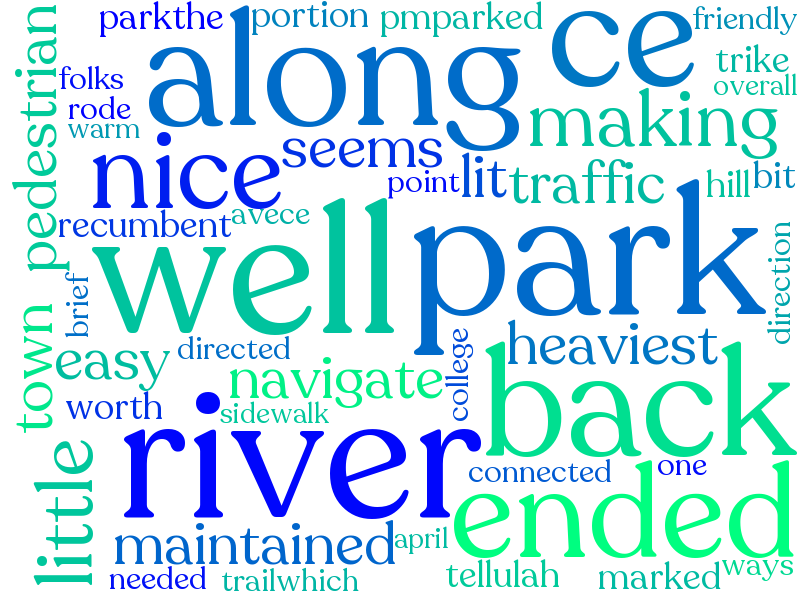 parkthe
portion
pmparked
ce
friendly
along
trike
overall
folks
rode
warm
pedestrian
making
seems
nice
point
lit
traffic
hill
bit
recumbent
avece
well
park
direction
brief
town
easy
directed
college
heaviest
navigate
back
worth
sidewalk
river
little
connected
one
ended
maintained
april
needed
trailwhich
tellulah
marked
ways